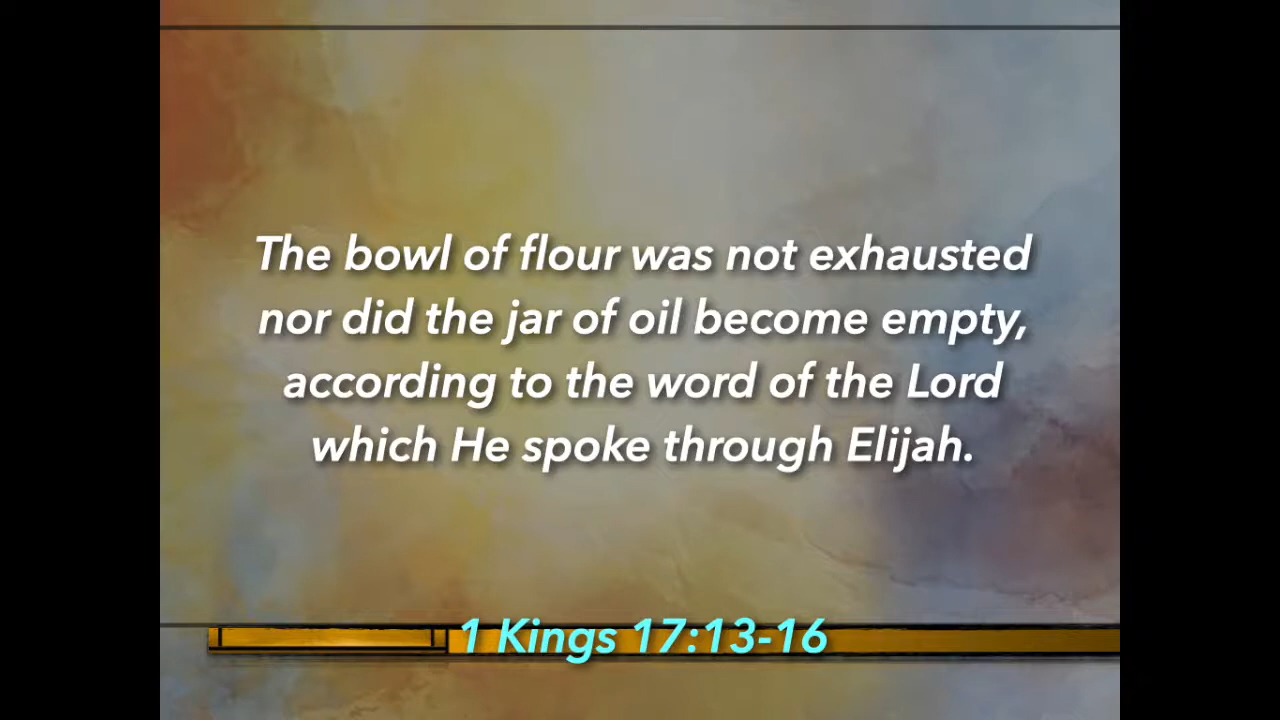 The bowl of flour was not exhausted
nor did the jar of oil become empty,
according to the word of the Lord
which He spoke through Elijah.
1 Kings 17:13-16